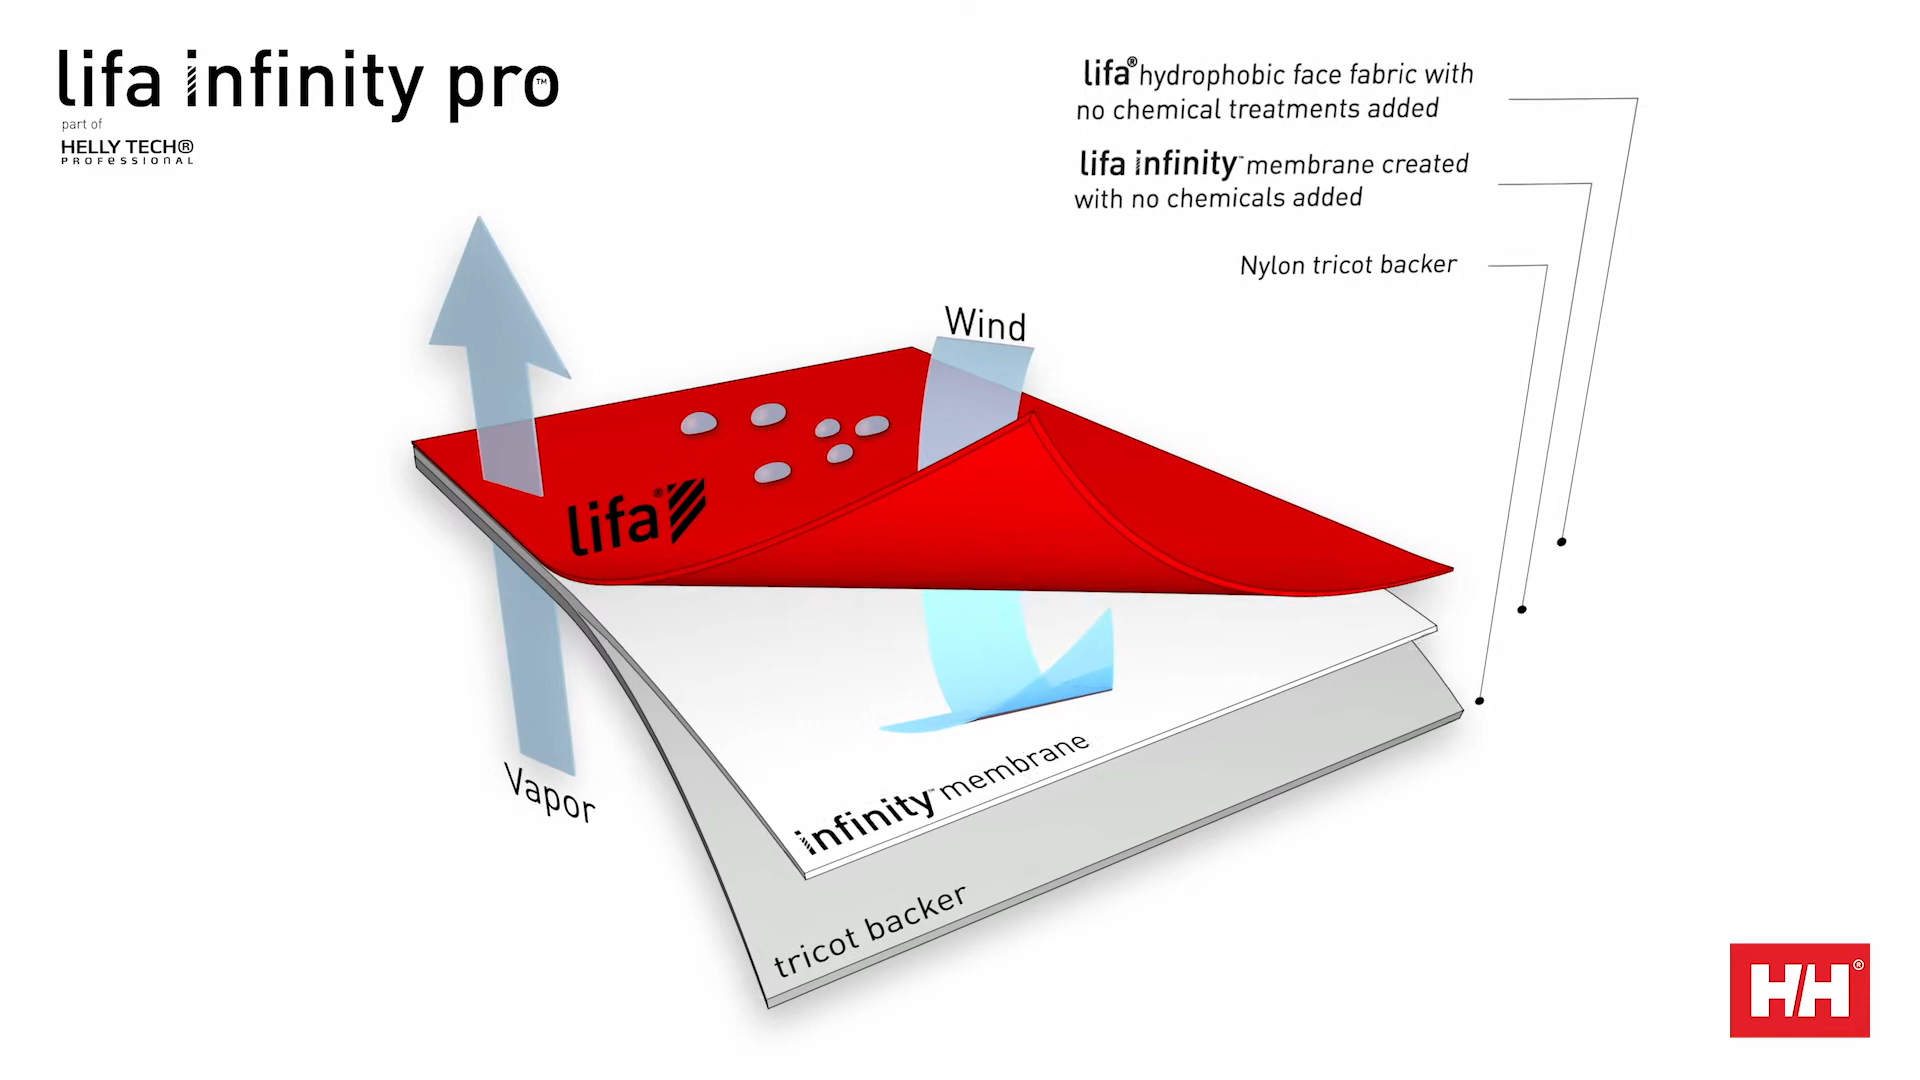 lifa infinity pro™
part of
HELLY TECH®
PROFESSIONAL
lifa® hydrophobic face fabric with
no chemical treatments added
lifa infinity™ membrane created
with no chemicals added
Nylon tricot backer
Wind
lifa®
Vapor
infinity™ membrane
tricot backer
HH®